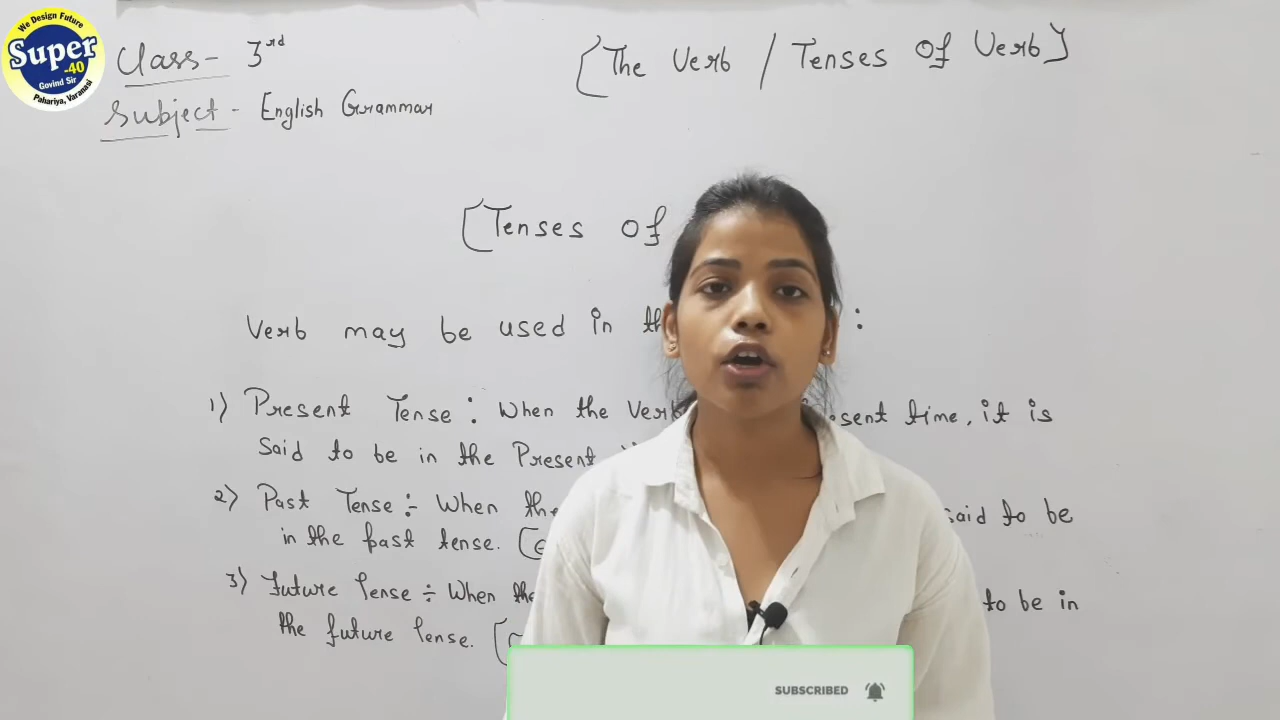 We Design Future
Super
-40
Govind Sir
Pahariya, Varanasi
Class- 3rd
Subject- English Grammar
[The Verb / Tenses Of Verb]
[Tenses Of
Verb may be used in :
1) Present Tense: When the Verb time, it is
Said to be in the Present
2) Past Tense :- When the said to be
in the past tense.
3) future Tense ÷ When the to be in
the future Tense.
SUBSCRIBED